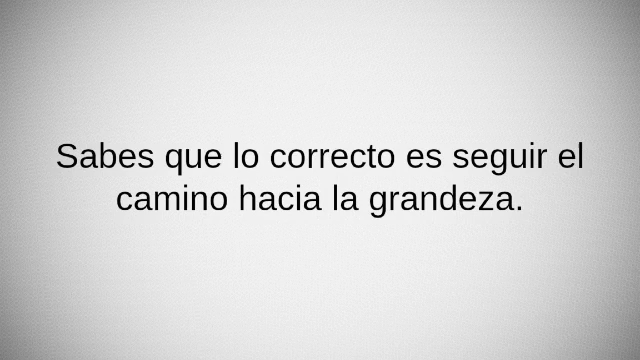 Sabes que lo correcto es seguir el
camino hacia la grandeza.